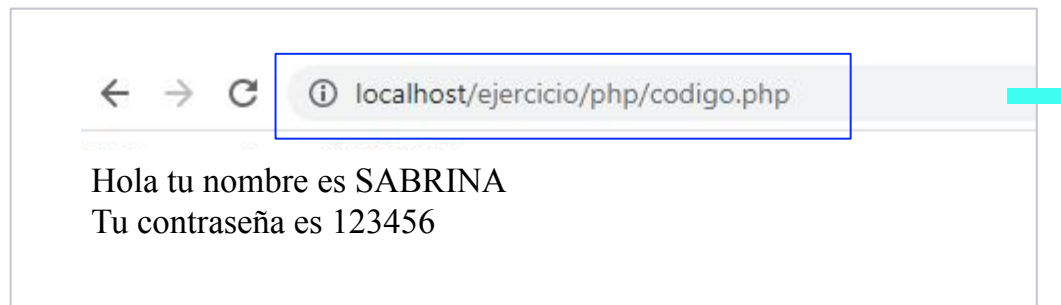 localhost/ejercicio/php/codigo.php
Hola tu nombre es SABRINA
Tu contraseña es 123456